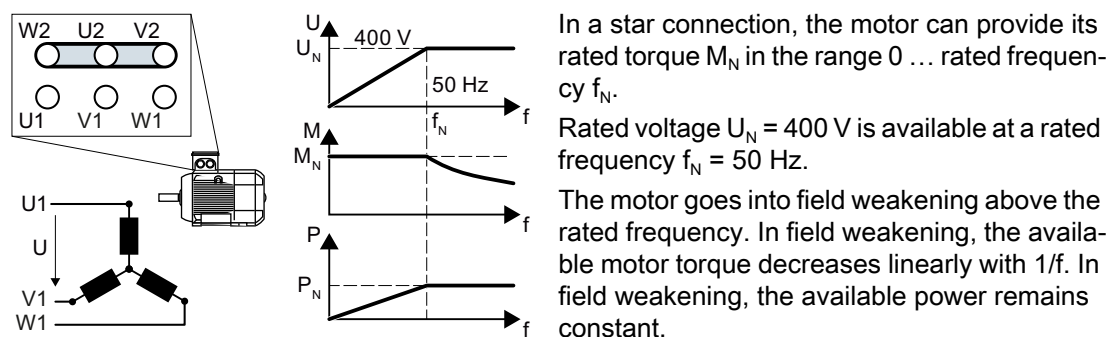 W2 U2 V2
U1 V1 W1
U1
U
V1
W1
U
U_N
400 V
50 Hz
f_N
f
M
M_N
f
P
P_N
f
In a star connection, the motor can provide its
rated torque M_N in the range 0 … rated frequen-
cy f_N.
Rated voltage U_N = 400 V is available at a rated
frequency f_N = 50 Hz.
The motor goes into field weakening above the
rated frequency. In field weakening, the availa-
ble motor torque decreases linearly with 1/f. In
field weakening, the available power remains
constant.